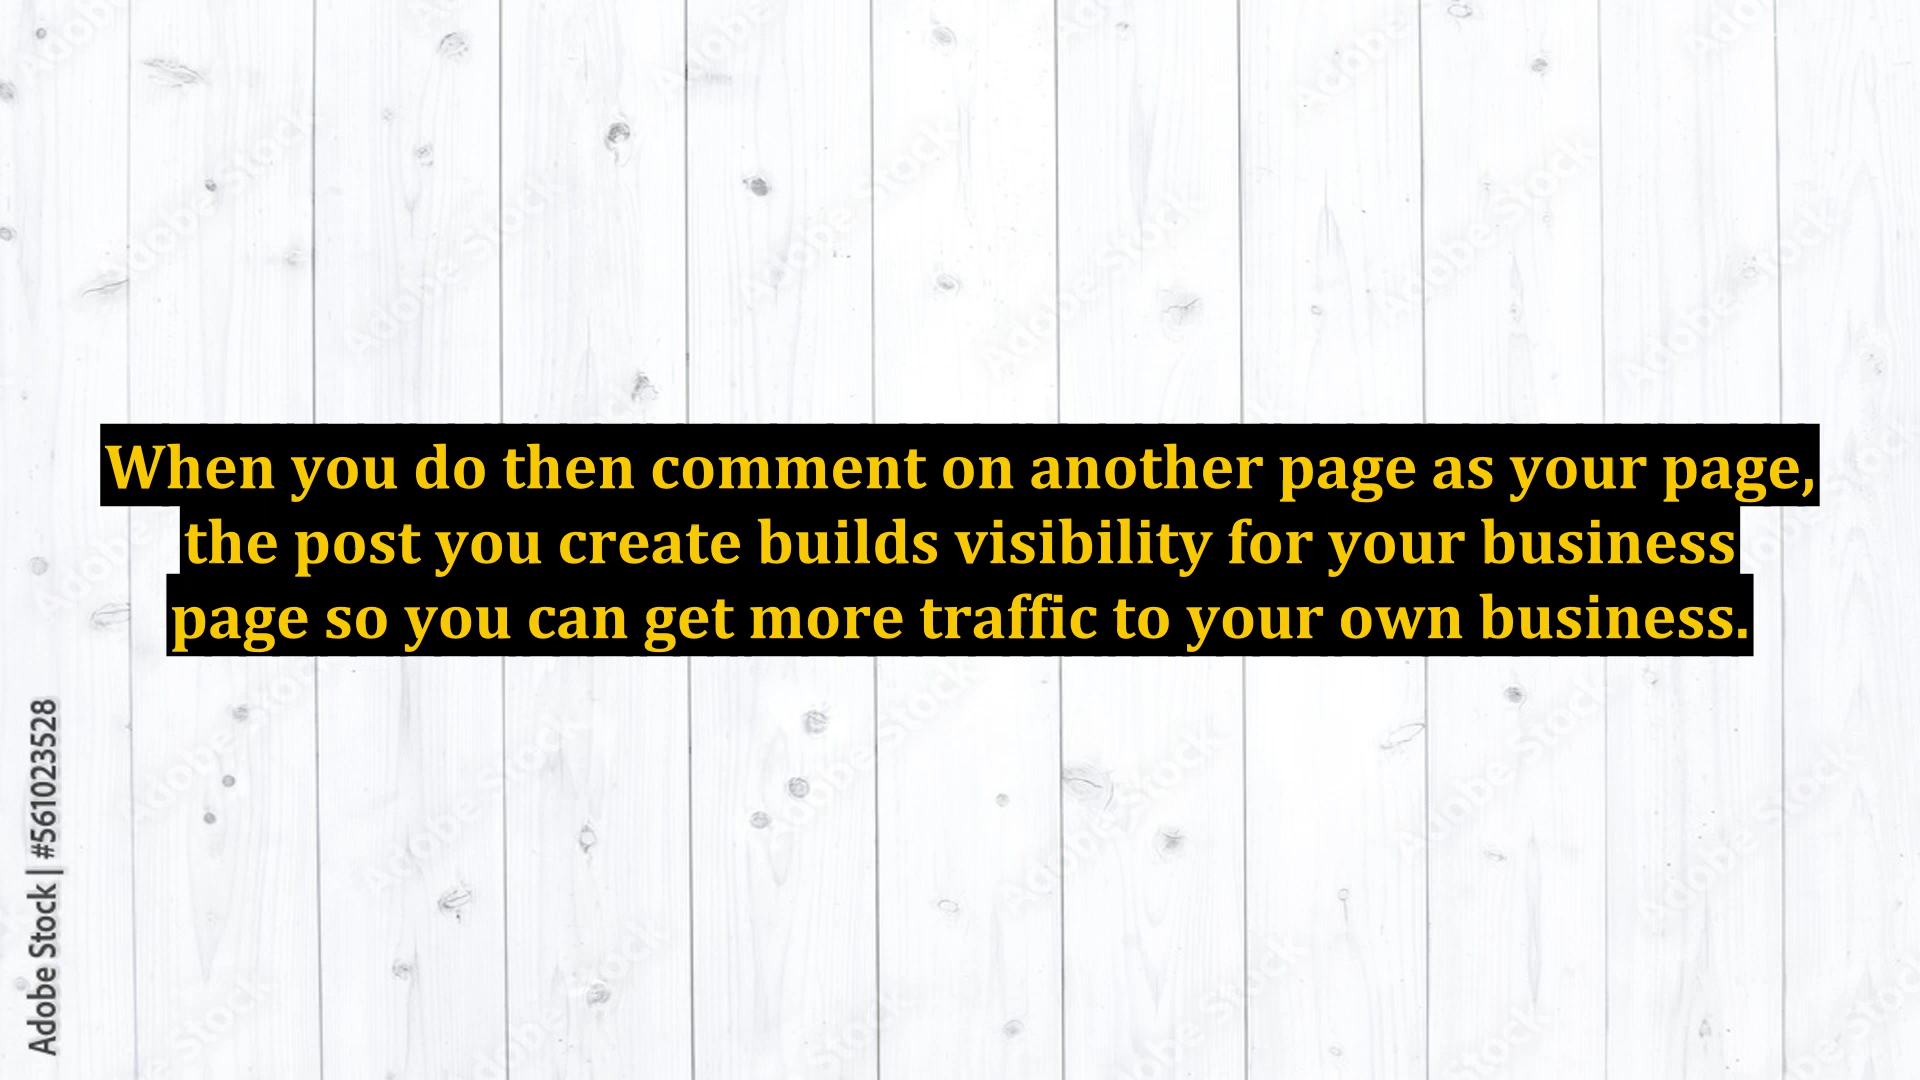 When you do then comment on another page as your page,
the post you create builds visibility for your business
page so you can get more traffic to your own business.
Adobe Stock | #561023528